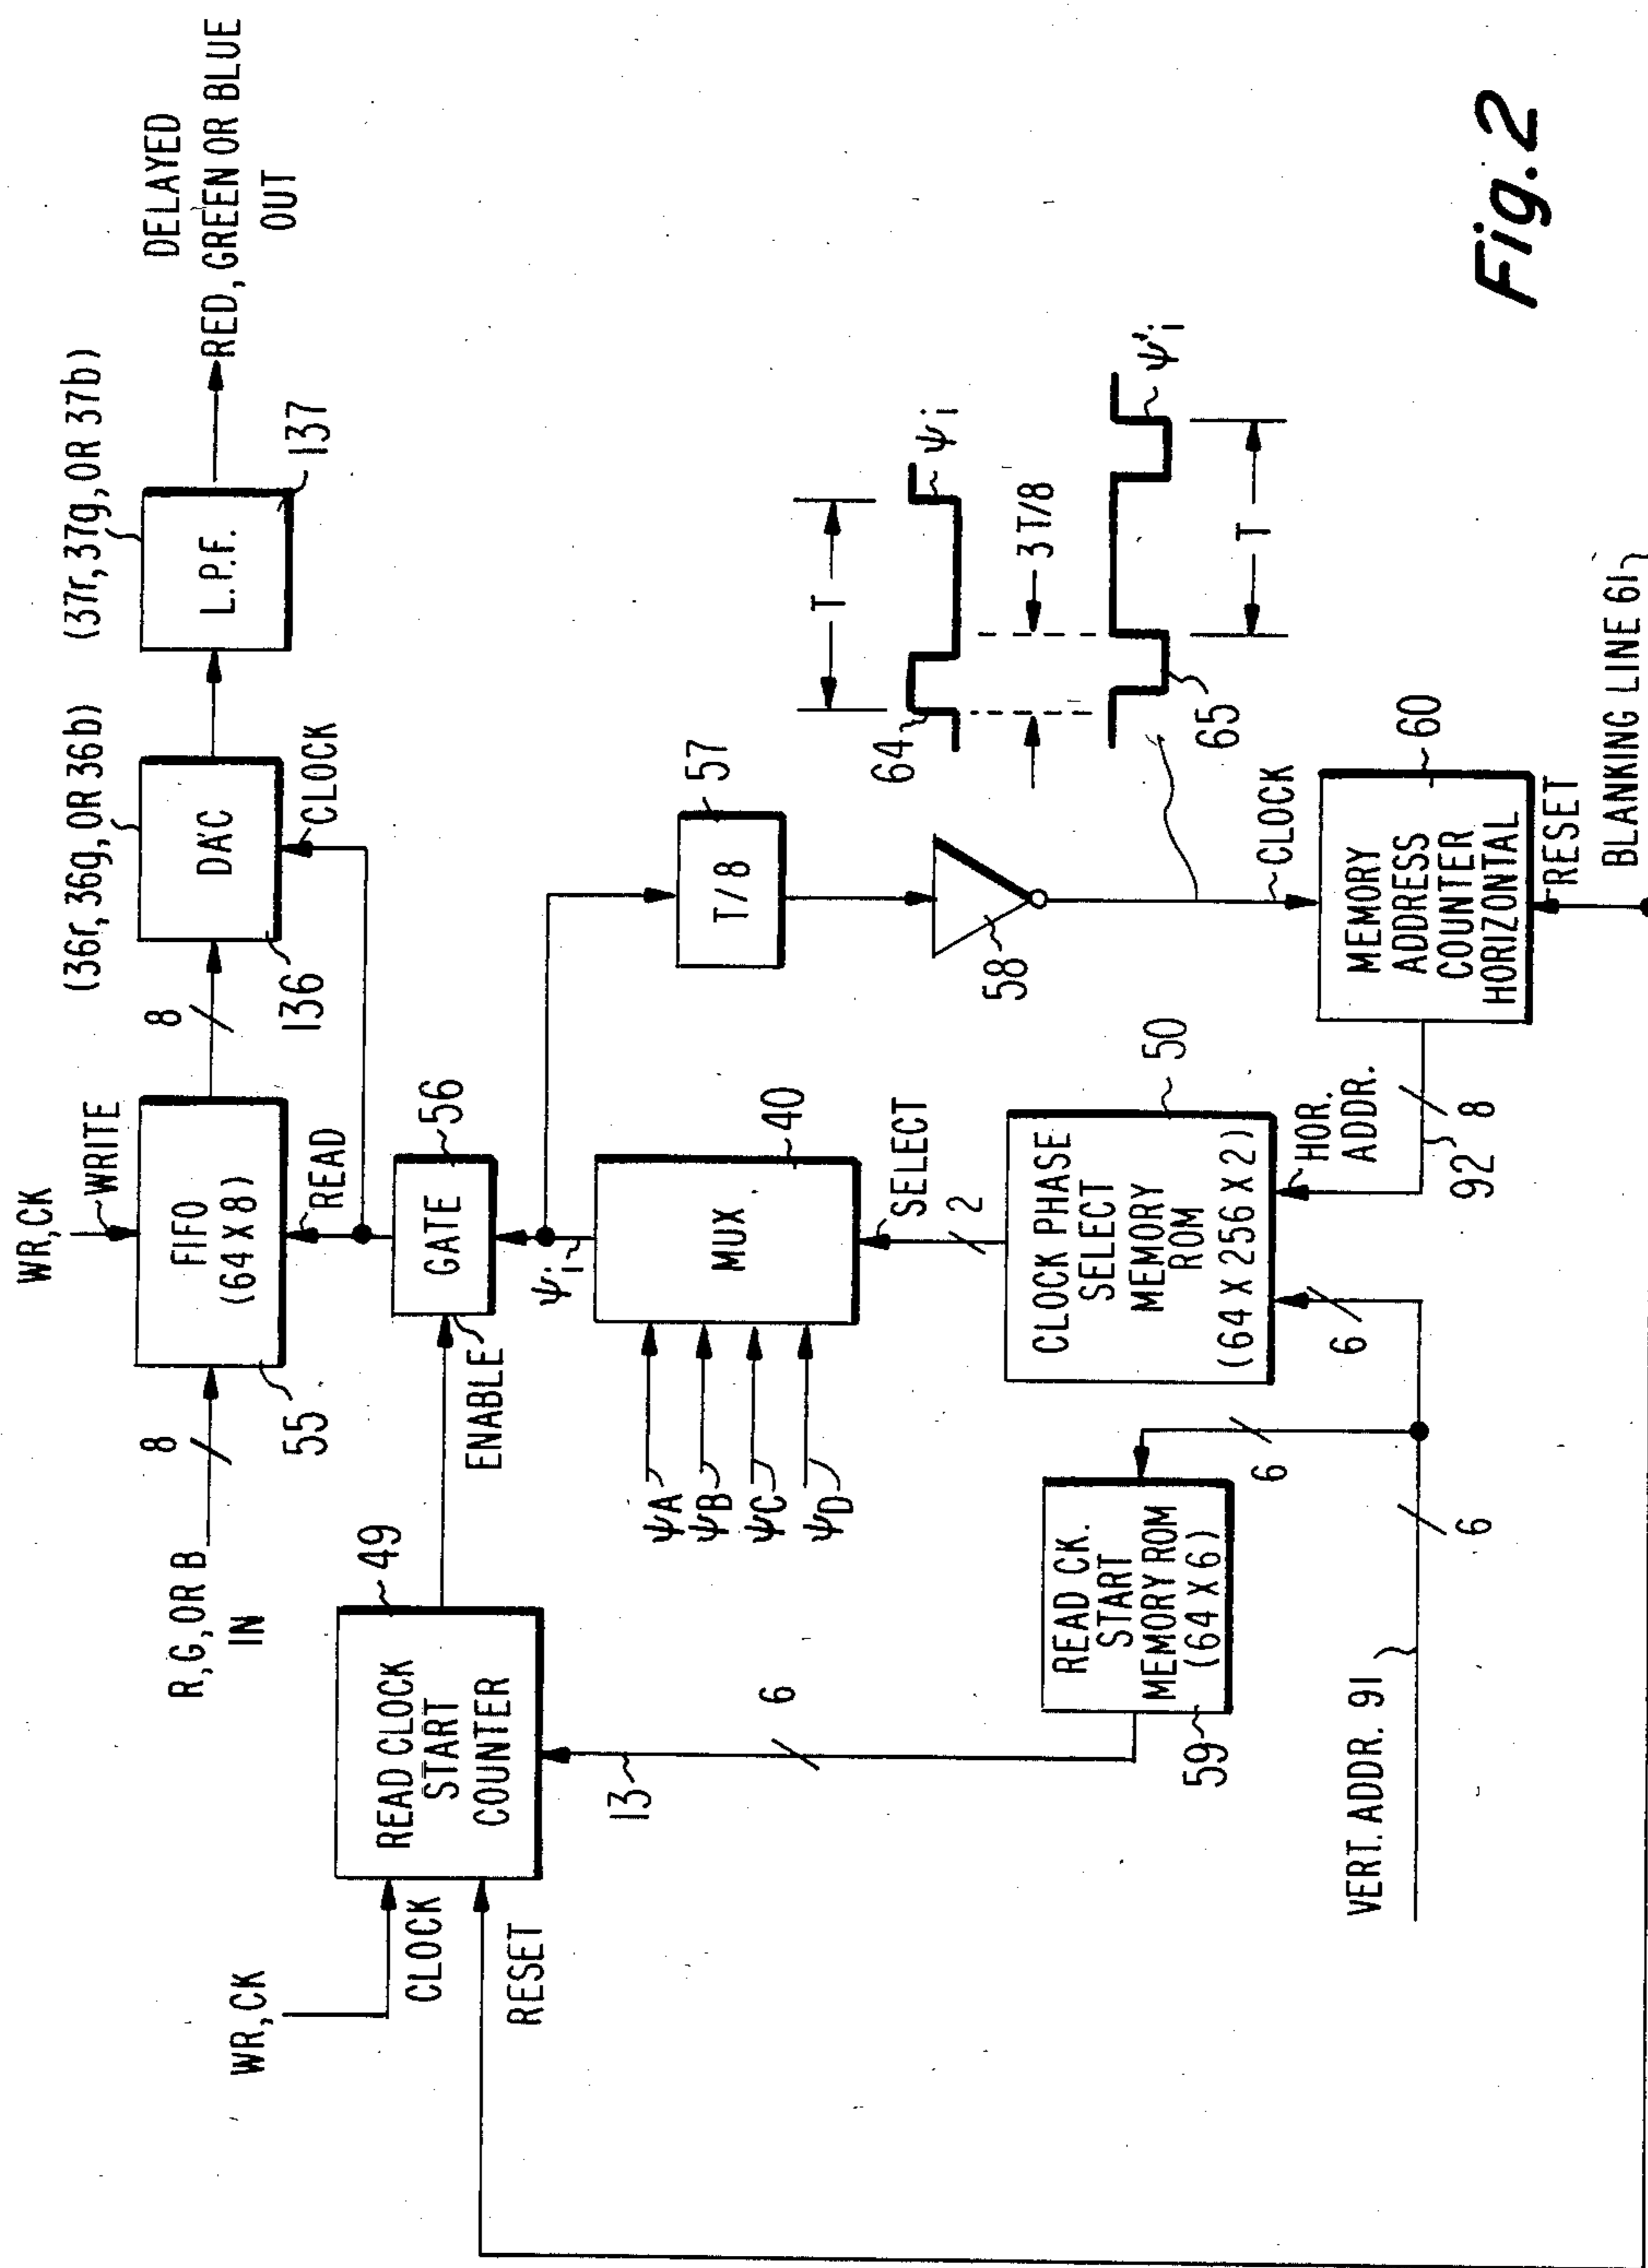 WR,CK
WRITE
R,G,OR B
IN
8
FIFO
(64 X 8)
55
READ
8
(36r,36g,OR 36b)
DAC
136
CLOCK
(37r,37g,OR 37b)
L.P.F.
137
DELAYED
RED, GREEN OR BLUE
OUT
WR,CK
CLOCK
RESET
READ CLOCK
START
COUNTER
49
ENABLE
GATE
56
ψi
ψA
ψB
ψC
ψD
MUX
40
SELECT
2
T/8
57
58
CLOCK
64
T
ψi
3T/8
65
ψ'i
T
13
6
READ CK.
START
MEMORY ROM
(64 X 6)
59
6
CLOCK PHASE
SELECT
MEMORY
ROM
(64 X 256 X 2)
50
6
HOR.
ADDR.
8
92
MEMORY
ADDRESS
COUNTER
HORIZONTAL
60
RESET
VERT. ADDR. 91
6
BLANKING LINE 61
Fig. 2